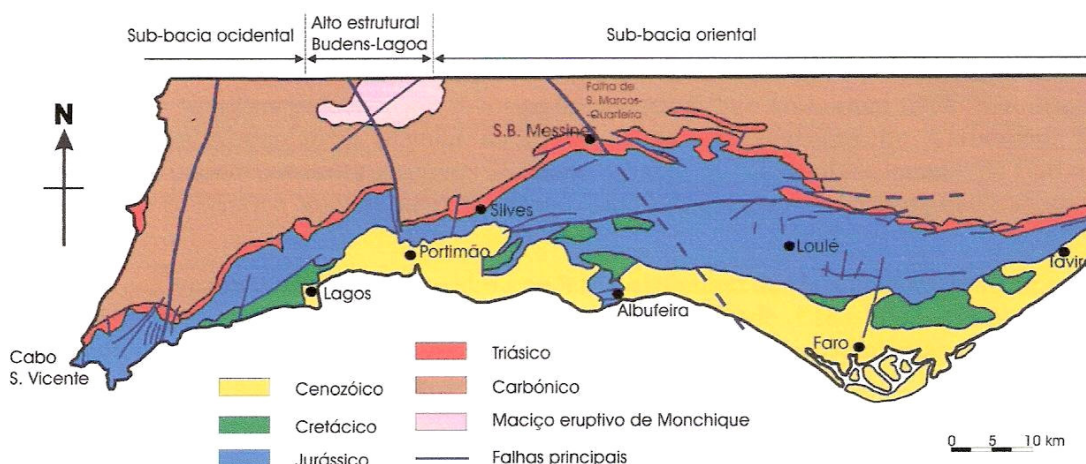 Sub-bacia ocidental
Alto estrutural
Budens-Lagoa
Sub-bacia oriental
N
Falha de
S. Marcos-
-Quarteira
S.B. Messines
Silves
Portimão
Loulé
Tavira
Lagos
Albufeira
Faro
Cabo
S. Vicente
Cenozóico
Cretácico
Jurássico
Triásico
Carbónico
Maciço eruptivo de Monchique
Falhas principais
0 5 10 km